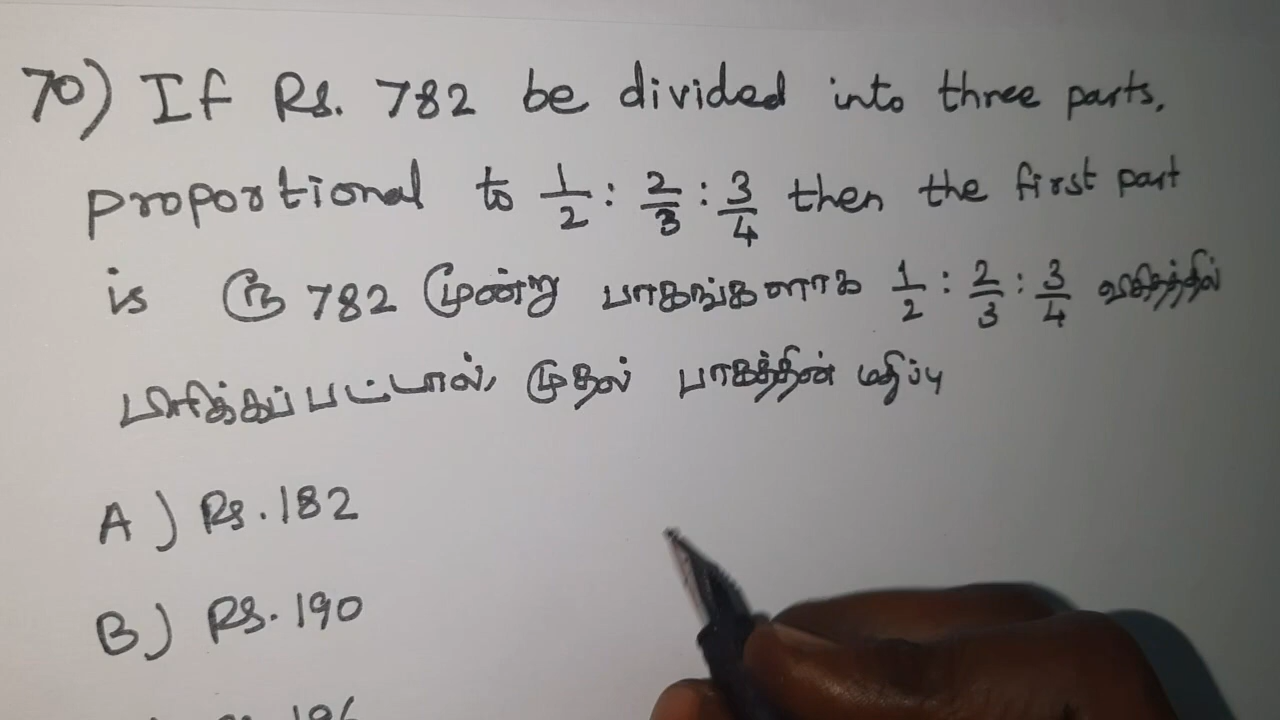 70) If Rs. 782 be divided into three parts,
proportional to 1/2 : 2/3 : 3/4 then the first part
is ரூ 782 மூன்று பாகங்களாக 1/2 : 2/3 : 3/4 விகிதத்தில்
பிரிக்கப்பட்டால், முதல் பாகத்தின் மதிப்பு
A) Rs. 182
B) Rs. 190